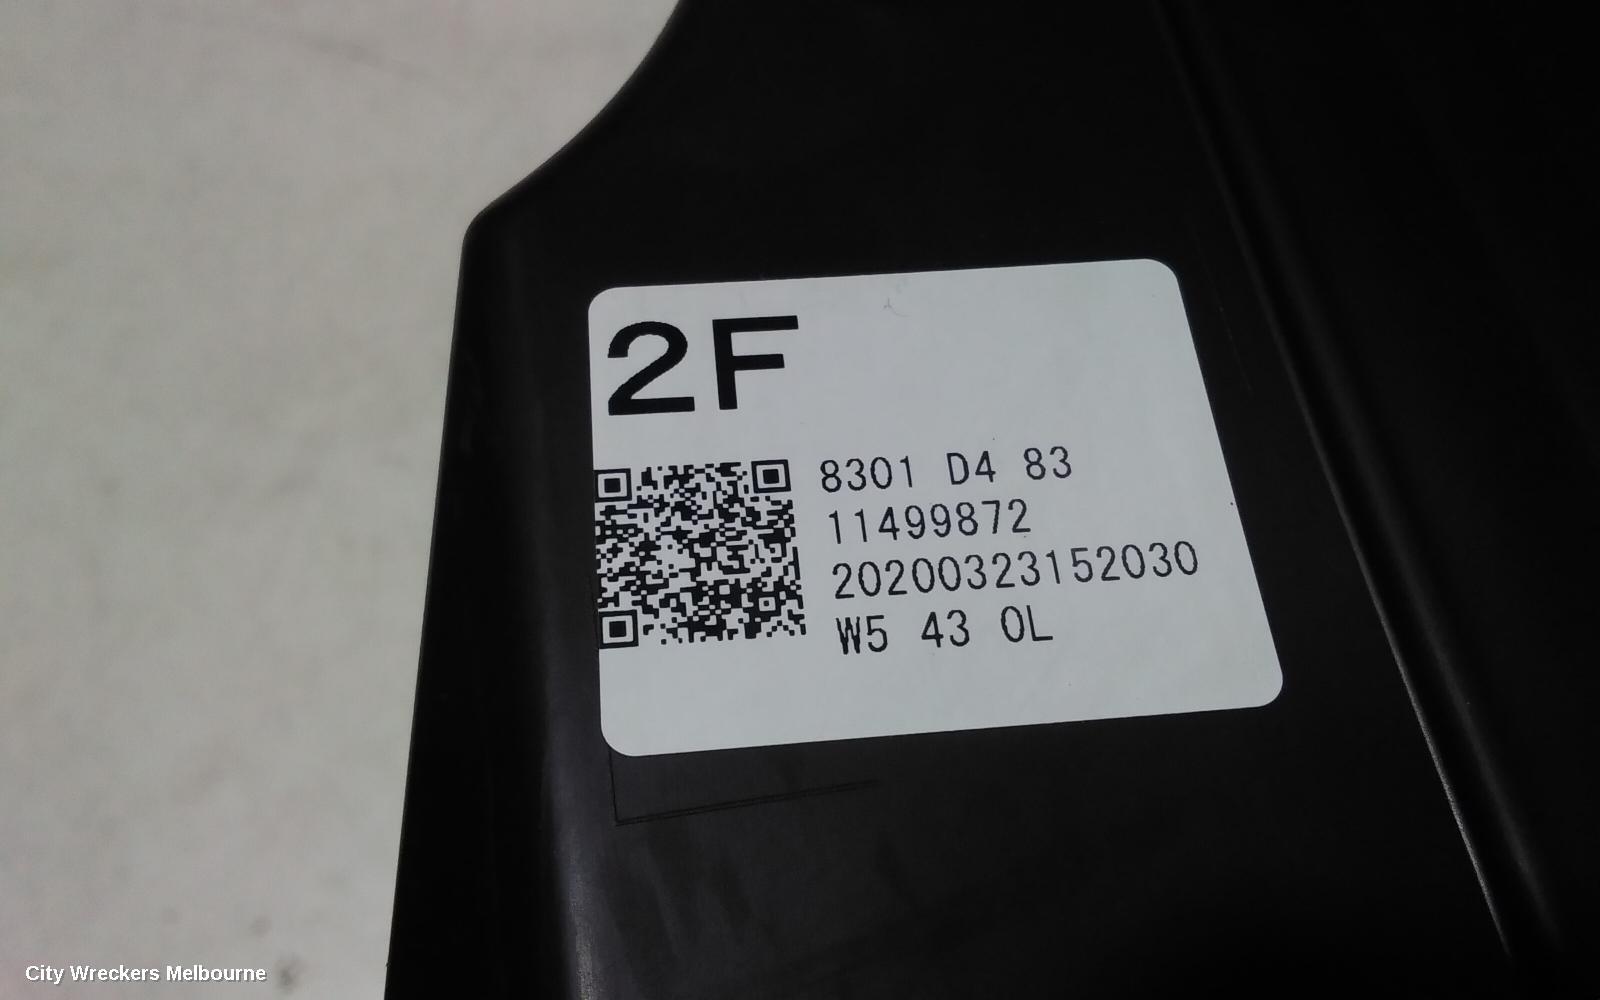 2F
8301 D4 83
11499872
20200323152030
W5 43 0L
City Wreckers Melbourne